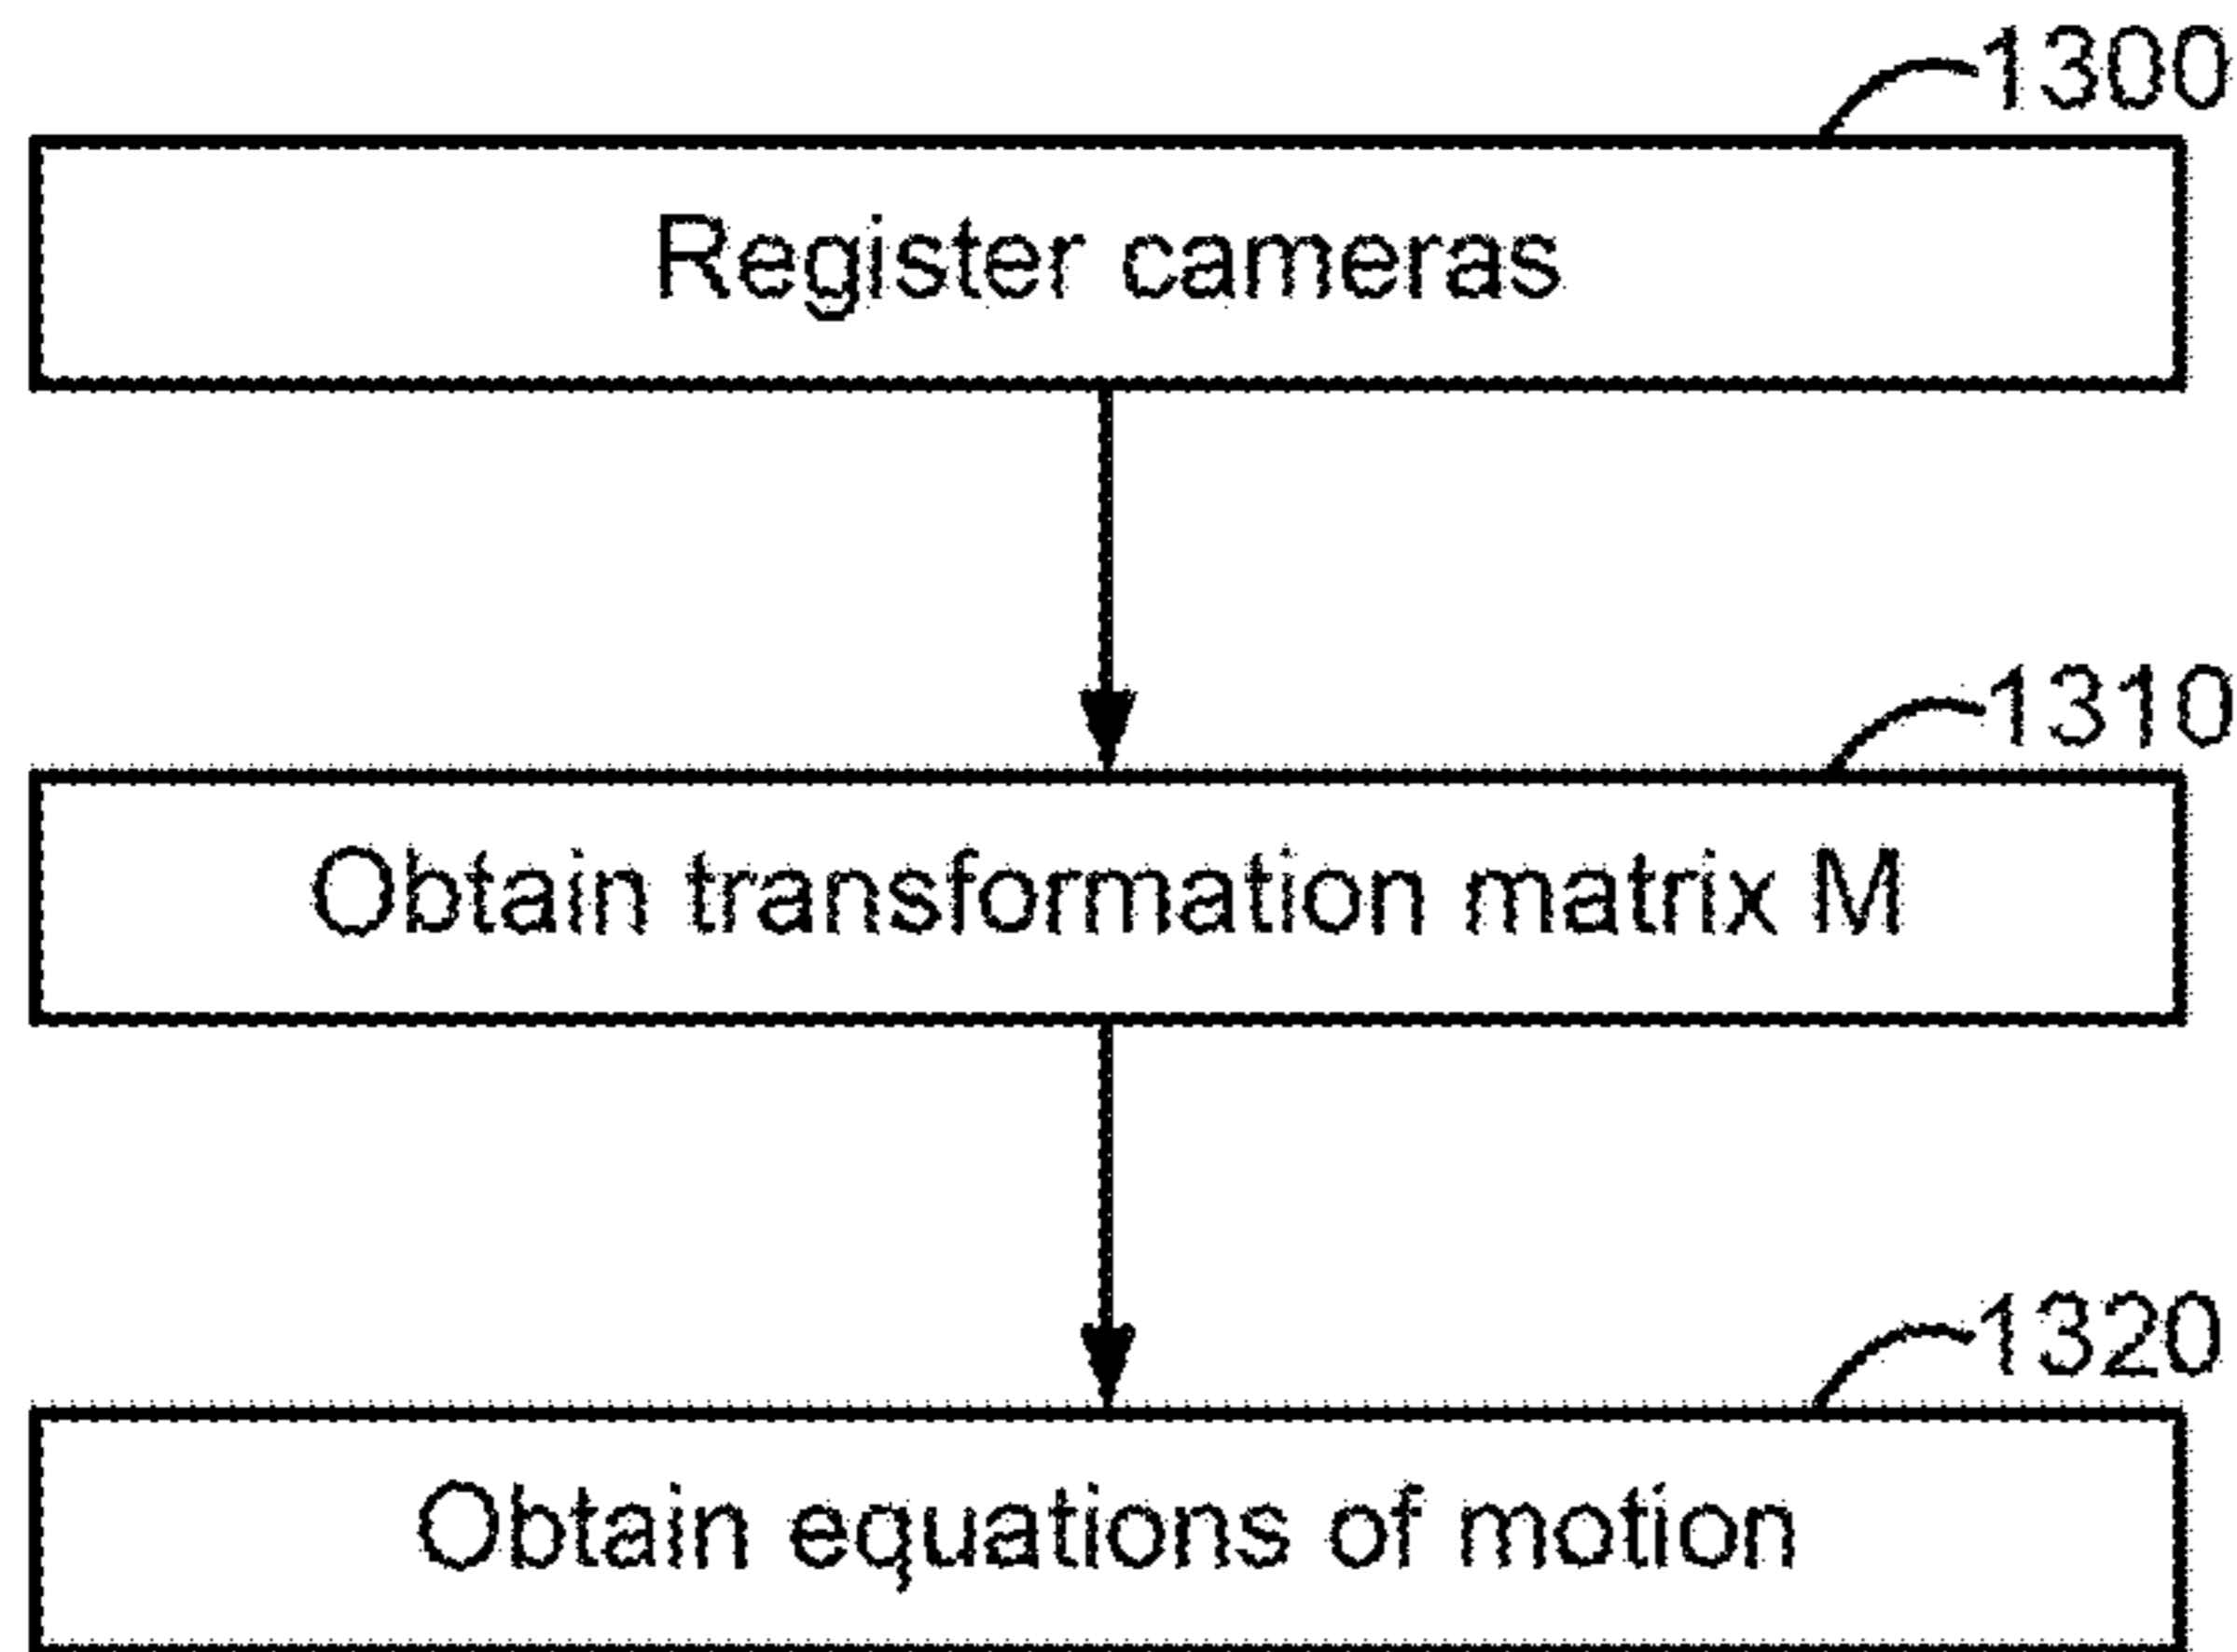 1300
Register cameras
1310
Obtain transformation matrix M
1320
Obtain equations of motion